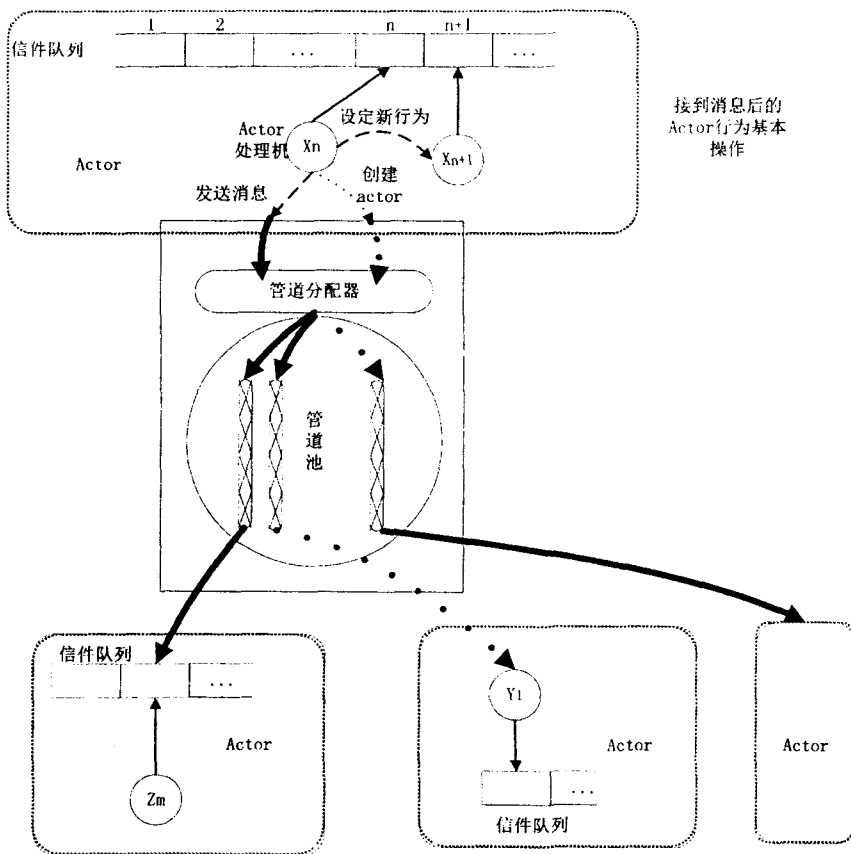 1 2 n n+1
信件队列 ... ...
接到消息后的
Actor行为基本
操作
设定新行为
Actor
处理机
Xn
Xn+1
Actor
创建
actor
发送消息
管道分配器
管
道
池
信件队列
...
Actor
Zm
Y1
Actor
...
信件队列
Actor